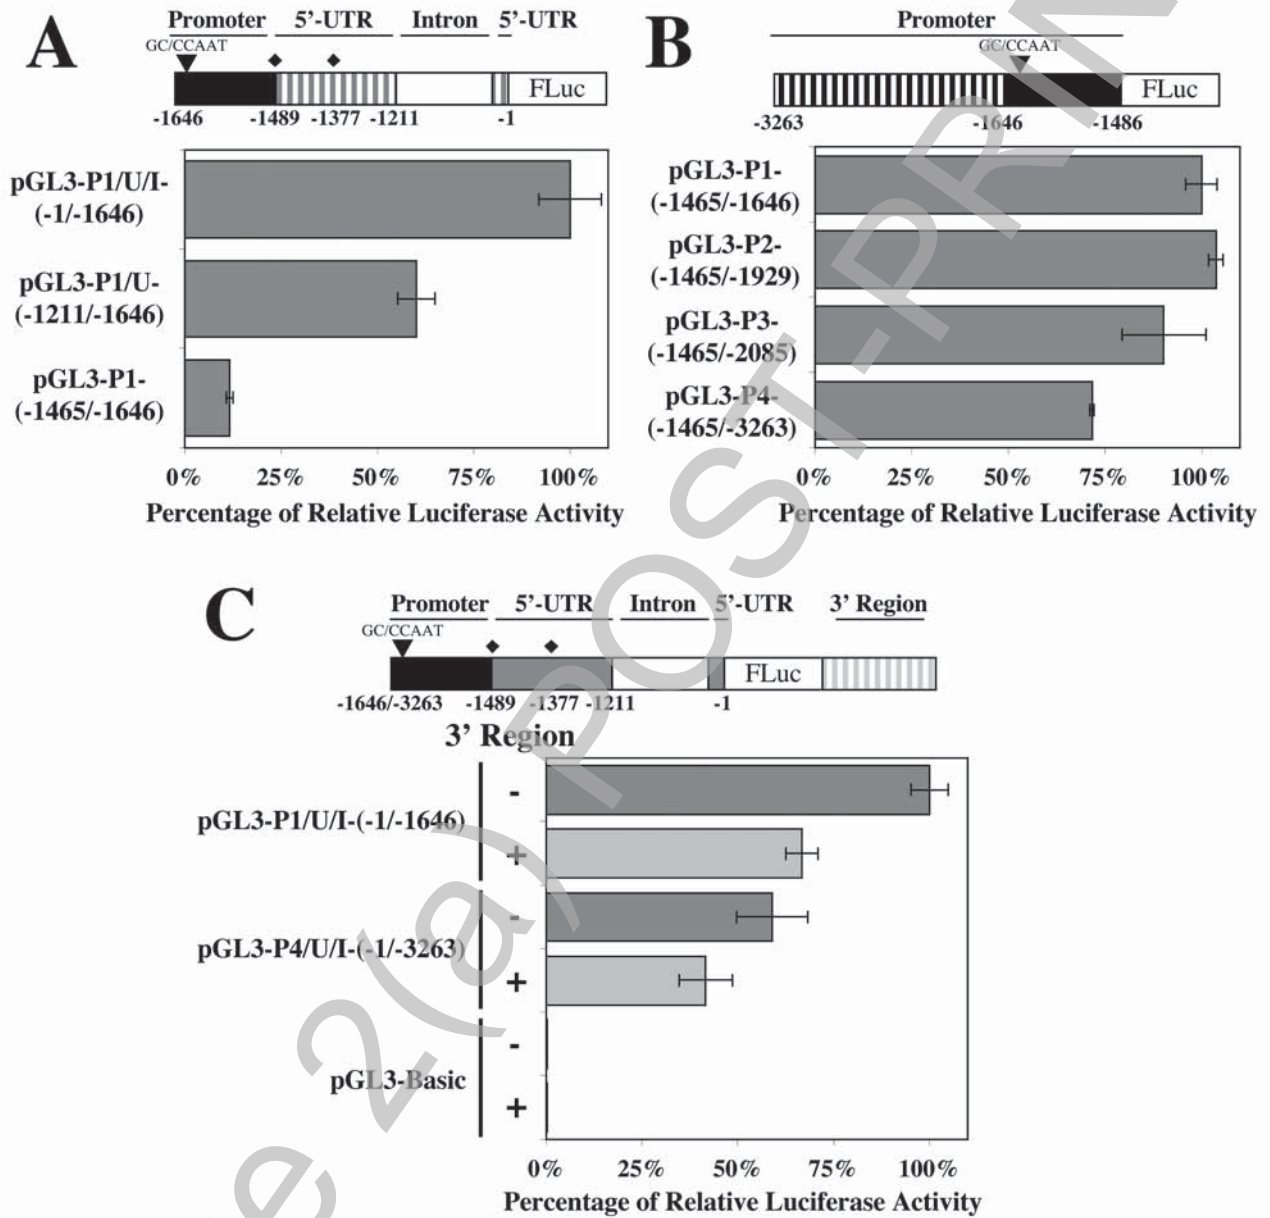 A
Promoter 5'-UTR Intron 5'-UTR
GC/CCAAT
FLuc
-1646 -1489 -1377 -1211 -1
pGL3-P1/U/I-
(-1/-1646)
pGL3-P1/U-
(-1211/-1646)
pGL3-P1-
(-1465/-1646)
0% 25% 50% 75% 100%
Percentage of Relative Luciferase Activity
B
Promoter
GC/CCAAT
FLuc
-3263 -1646 -1486
pGL3-P1-
(-1465/-1646)
pGL3-P2-
(-1465/-1929)
pGL3-P3-
(-1465/-2085)
pGL3-P4-
(-1465/-3263)
0% 25% 50% 75% 100%
Percentage of Relative Luciferase Activity
C
Promoter 5'-UTR Intron 5'-UTR 3' Region
GC/CCAAT
FLuc
-1646/-3263 -1489 -1377 -1211 -1
3' Region
-
pGL3-P1/U/I-(-1/-1646)
+
-
pGL3-P4/U/I-(-1/-3263)
+
-
pGL3-Basic
+
0% 25% 50% 75% 100%
Percentage of Relative Luciferase Activity
e 2(a) POST-PRIN